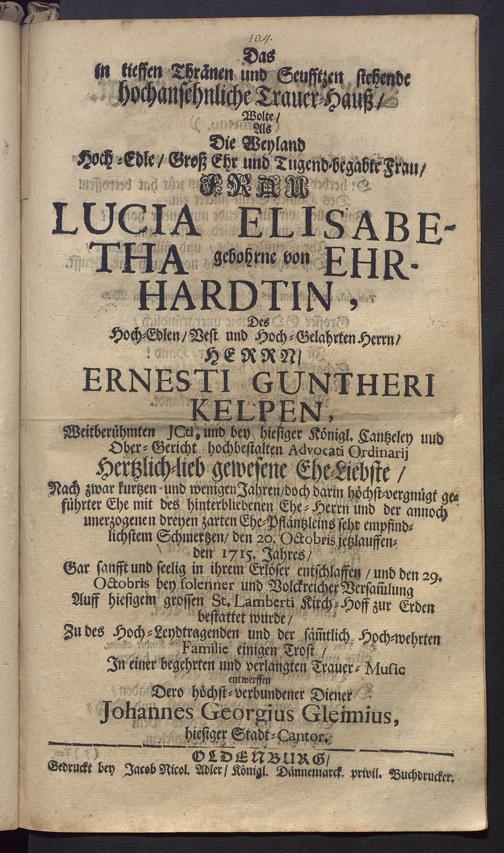 104.
Das
in tieffen Thränen und Seufftzen stehende
hochansehnliche Trauer-Hauß/
Wolte/
Als
Die Weyland
Hoch-Edle/ Groß Ehr und Tugend-begabte Frau/
FRAU
LUCIA ELISABE-
THA gebohrne von EHR-
HARDTIN,
Des
Hoch-Edlen/ Vest und Hoch-Gelahrten Herrn/
HERRN/
ERNESTI GUNTHERI
KELPEN,
Weitberühmten JCti, und bey hiesiger Königl. Cantzeley uud
Ober-Gericht hochbestalten Advocati Ordinarij
Hertzlich-lieb gewesene Ehe-Liebste/
Nach zwar kurtzen und wenigen Jahren/ doch darin höchst-vergnügt ge-
führter Ehe mit des hinterbliebenen Ehe-Herrn und der annoch
unerzogenen dreyen zarten Ehe-Pfläntzleins sehr empfind-
lichstem Schmertzen/ den 20. Octobris jetzlauffen-
den 1715. Jahres/
Gar sanfft und seelig in ihrem Erlöser entschlaffen/ und den 29.
Octobris bey solenner und Volckreicher Versam̄lung
Auff hiesigem grossen St. Lamberti Kirch-Hoff zur Erden
bestattet wurde/
Zu des Hoch-Leydtragenden und der säm̄tlich Hoch-wehrten
Familie einigen Trost/
In einer begehrten und verlangten Trauer-Music
entwerffen
Dero höchst-verbundener Diener
Johannes Georgius Gleimius,
hiesiger Stadt-Cantor.
OLDENBURG/
Gedruckt bey Jacob Nicol. Adler/ Königl. Dännemarck. privil. Buchdrucker.